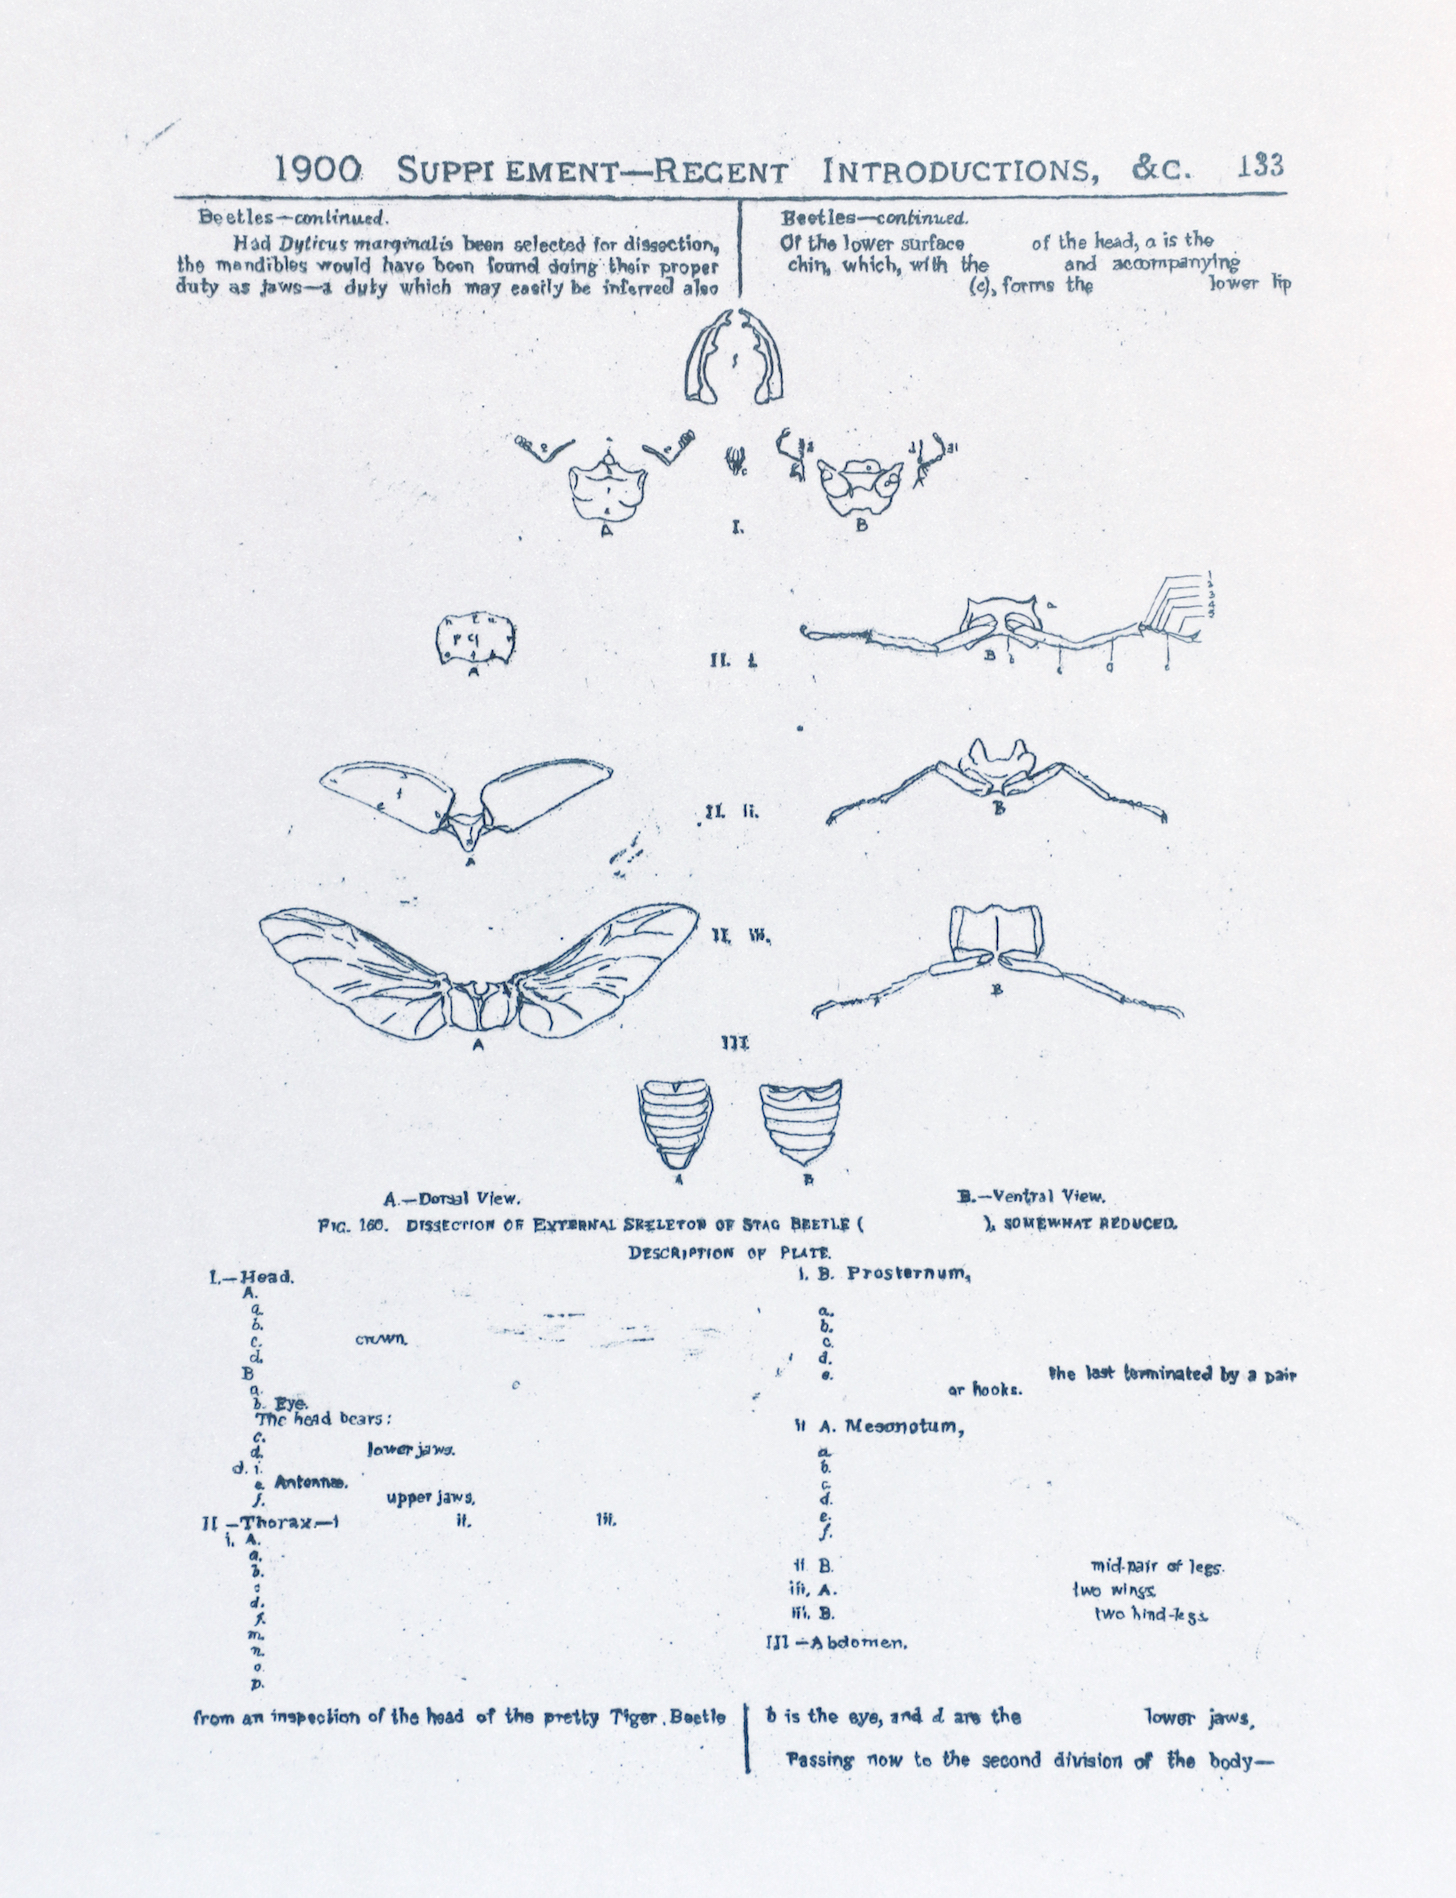 1900 SUPPLEMENT—RECENT INTRODUCTIONS, &C. 133
Beetles—continued.
Had Dyticus marginalis been selected for dissection,
the mandibles would have been found doing their proper
duty as jaws—a duty which may easily be inferred also
Beetles—continued.
Of the lower surface of the head, a is the
chin, which, with the and accompanying
(c), forms the lower lip
A
I.
B
A
II. i.
a
1
2
3
4
5
B
A
II. ii.
B
A
II. iii.
B
III
A
B
A.—Dorsal View.
B.—Ventral View.
FIG. 160. DISSECTION OF EXTERNAL SKELETON OF STAG BEETLE ( ), SOMEWHAT REDUCED.
DESCRIPTION OF PLATE.
I.—Head.
A.
a.
b.
c. crown.
d.
B
a.
b. Eye.
The head bears:
c.
d. lower jaws.
d. i.
e. Antennæ.
f. upper jaws.
II—Thorax.—i ii. iii.
i. A.
a.
b.
c
d.
f.
m.
n.
o.
p.
i. B. Prosternum,
a.
b.
c.
d.
e. the last terminated by a pair
or hooks.
ii A. Mesonotum,
a
b.
c.
d.
e.
f.
ii B. mid-pair of legs.
iii, A. two wings
iii. B. two hind-legs
III—Abdomen.
from an inspection of the head of the pretty Tiger Beetle
b is the eye, and d are the lower jaws,
Passing now to the second division of the body—